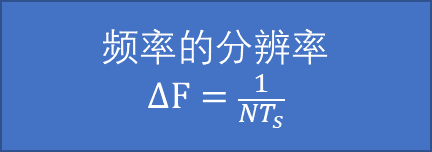 频率的分辨率
ΔF = 1/(NT_S)